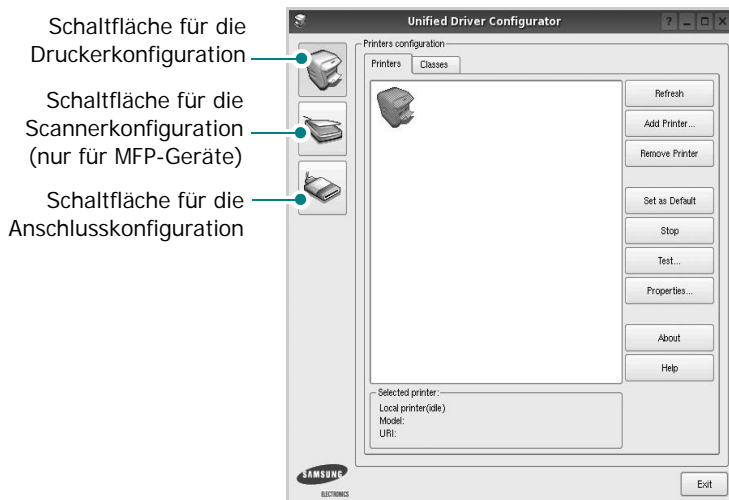 Schaltfläche für die
Druckerkonfiguration
Schaltfläche für die
Scannerkonfiguration
(nur für MFP-Geräte)
Schaltfläche für die
Anschlusskonfiguration
Unified Driver Configurator
Printers configuration
Printers
Classes
Refresh
Add Printer...
Remove Printer
Set as Default
Stop
Test...
Properties...
About
Help
Selected printer:
Local printer(idle)
Model:
URI:
SAMSUNG
ELECTRONICS
Exit